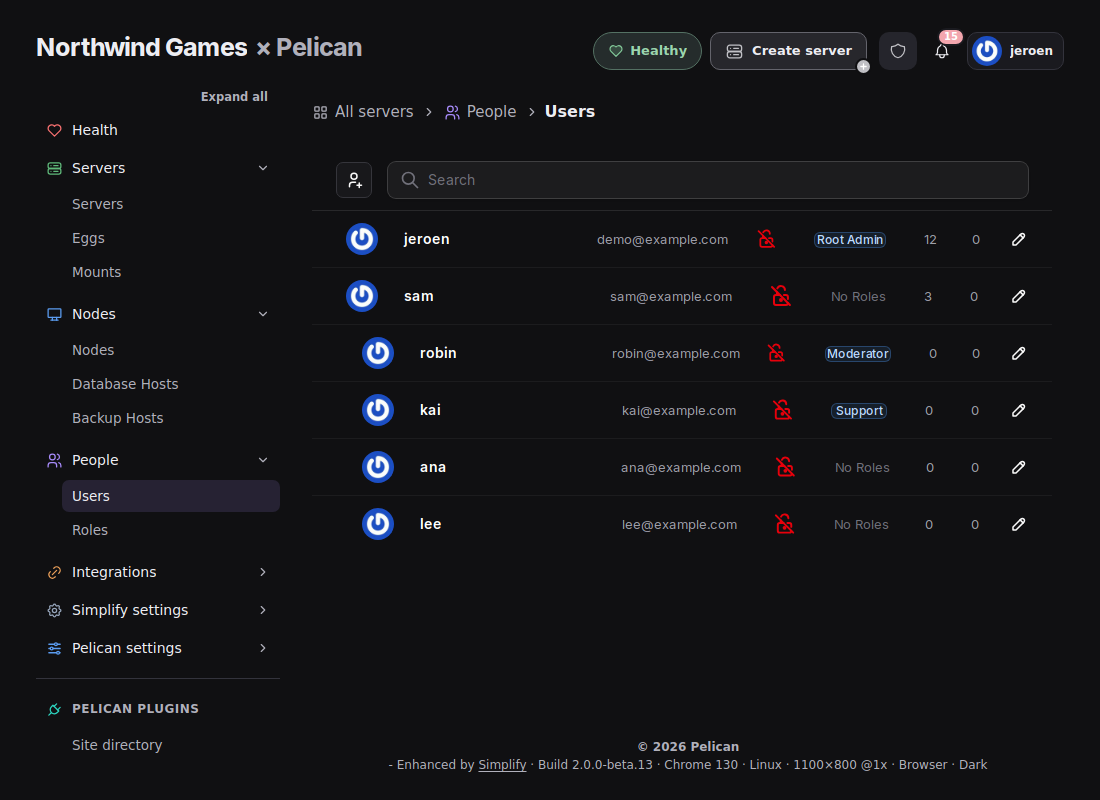 Northwind Games × Pelican
Healthy
Create server
15
jeroen
Expand all
Health
Servers
Servers
Eggs
Mounts
Nodes
Nodes
Database Hosts
Backup Hosts
People
Users
Roles
Integrations
Simplify settings
Pelican settings
PELICAN PLUGINS
Site directory
All servers > People > Users
Search
jeroen demo@example.com Root Admin 12 0
sam sam@example.com No Roles 3 0
robin robin@example.com Moderator 0 0
kai kai@example.com Support 0 0
ana ana@example.com No Roles 0 0
lee lee@example.com No Roles 0 0
© 2026 Pelican
- Enhanced by Simplify · Build 2.0.0-beta.13 · Chrome 130 · Linux · 1100×800 @1x · Browser · Dark